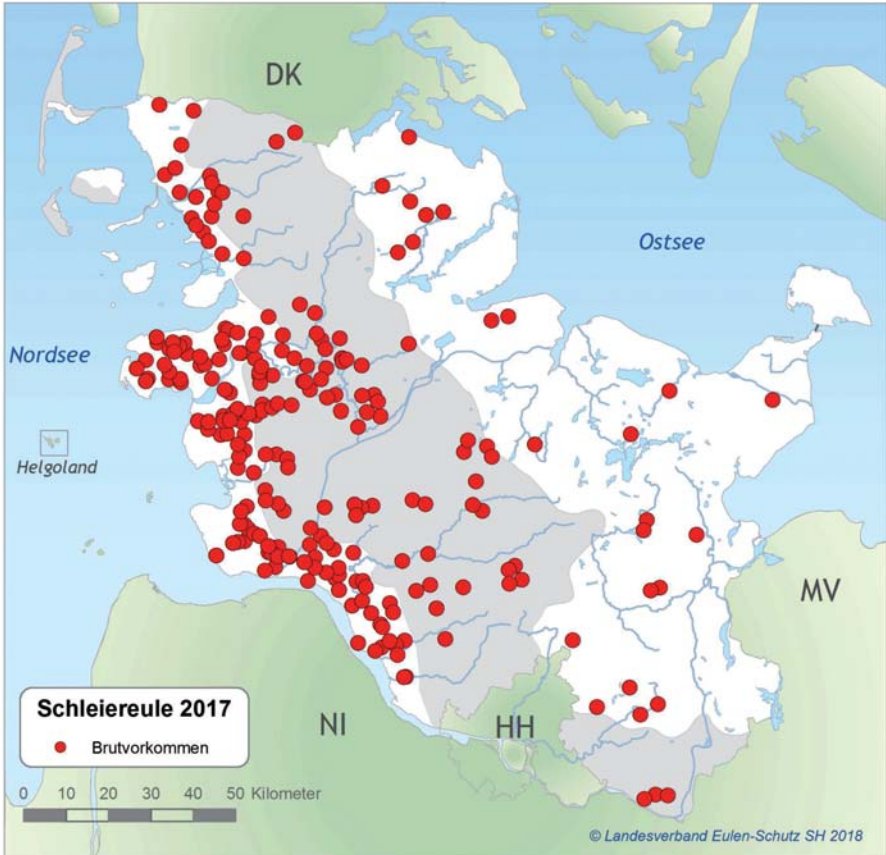 DK
Ostsee
Nordsee
Helgoland
MV
NI
HH
Schleiereule 2017
Brutvorkommen
0 10 20 30 40 50 Kilometer
© Landesverband Eulen-Schutz SH 2018